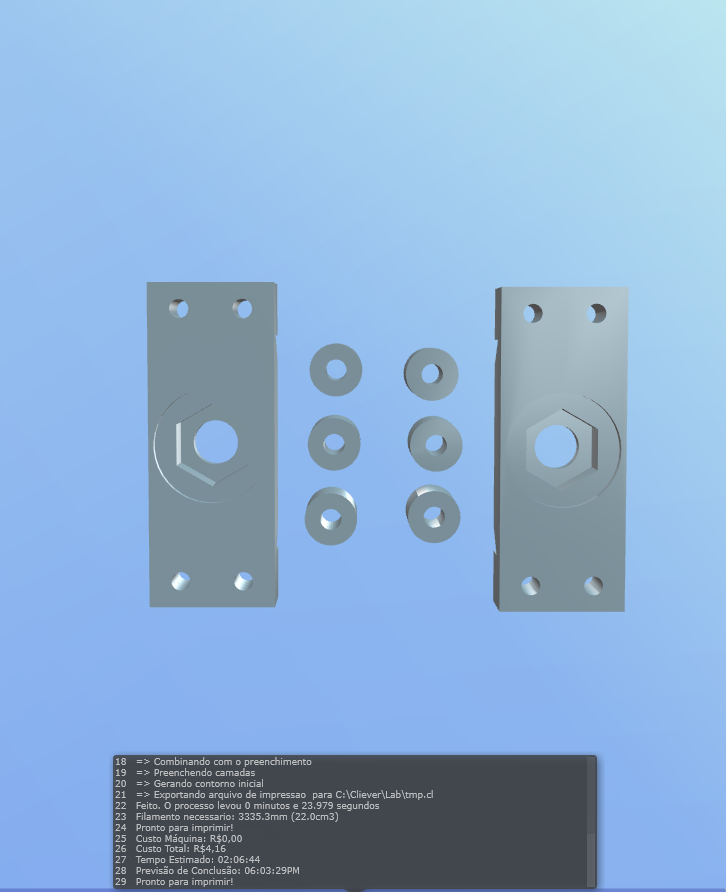 18 => Combinando com o preenchimento
19 => Preenchendo camadas
20 => Gerando contorno inicial
21 => Exportando arquivo de impressao  para C:\Cliever\Lab\tmp.cl
22 Feito. O processo levou 0 minutos e 23.979 segundos
23 Filamento necessario: 3335.3mm (22.0cm3)
24 Pronto para imprimir!
25 Custo Máquina: R$0,00
26 Custo Total: R$4,16
27 Tempo Estimado: 02:06:44
28 Previsão de Conclusão: 06:03:29PM
29 Pronto para imprimir!